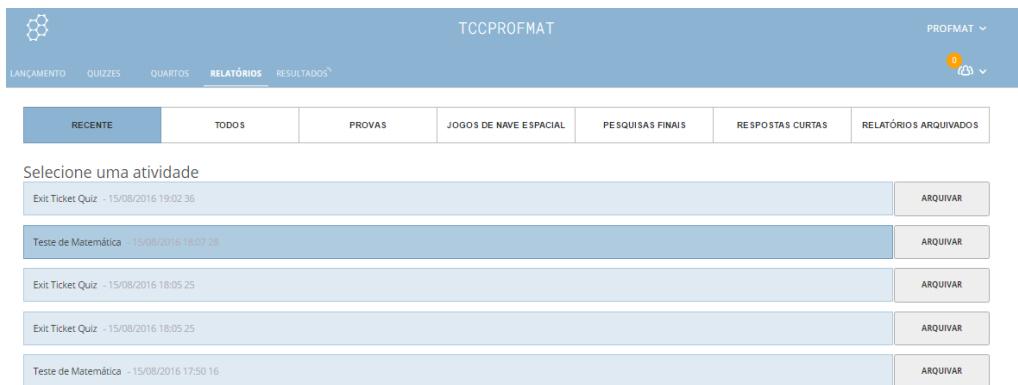 TCCPROFMAT
PROFMAT
LANÇAMENTO QUIZZES QUARTOS RELATÓRIOS RESULTADOS
0
RECENTE TODOS PROVAS JOGOS DE NAVE ESPACIAL PESQUISAS FINAIS RESPOSTAS CURTAS RELATÓRIOS ARQUIVADOS
Selecione uma atividade
Exit Ticket Quiz - 15/08/2016 19:02 36 ARQUIVAR
Teste de Matemática - 15/08/2016 18:07 28 ARQUIVAR
Exit Ticket Quiz - 15/08/2016 18:05 25 ARQUIVAR
Exit Ticket Quiz - 15/08/2016 18:05 25 ARQUIVAR
Teste de Matemática - 15/08/2016 17:50 16 ARQUIVAR